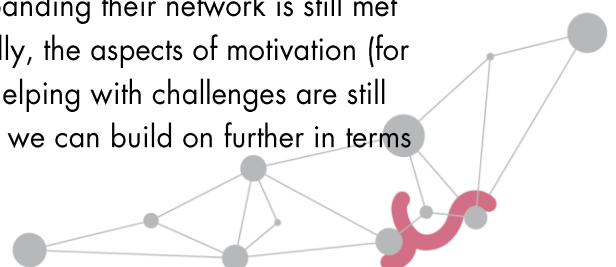 anding their network is still met
lly, the aspects of motivation (for
elping with challenges are still
we can build on further in terms